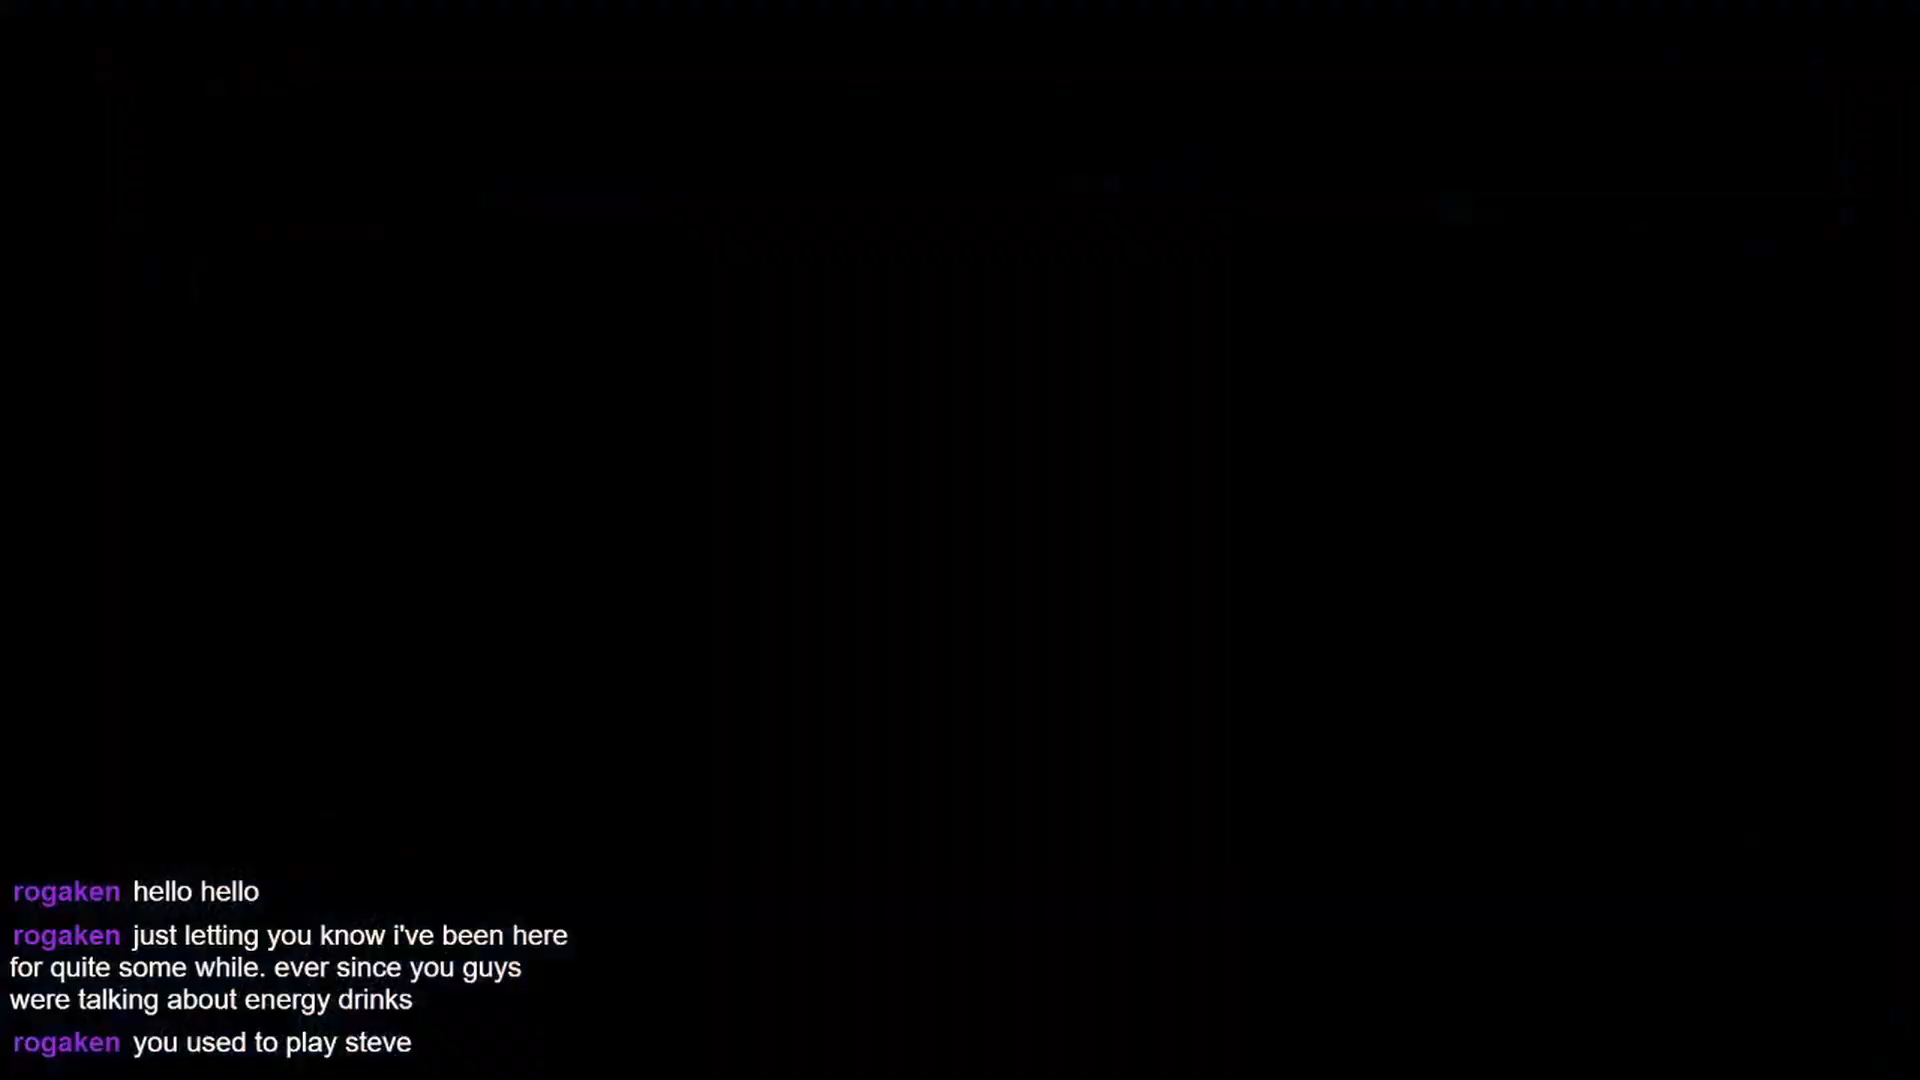 rogaken hello hello
rogaken just letting you know i've been here
for quite some while. ever since you guys
were talking about energy drinks
rogaken you used to play steve